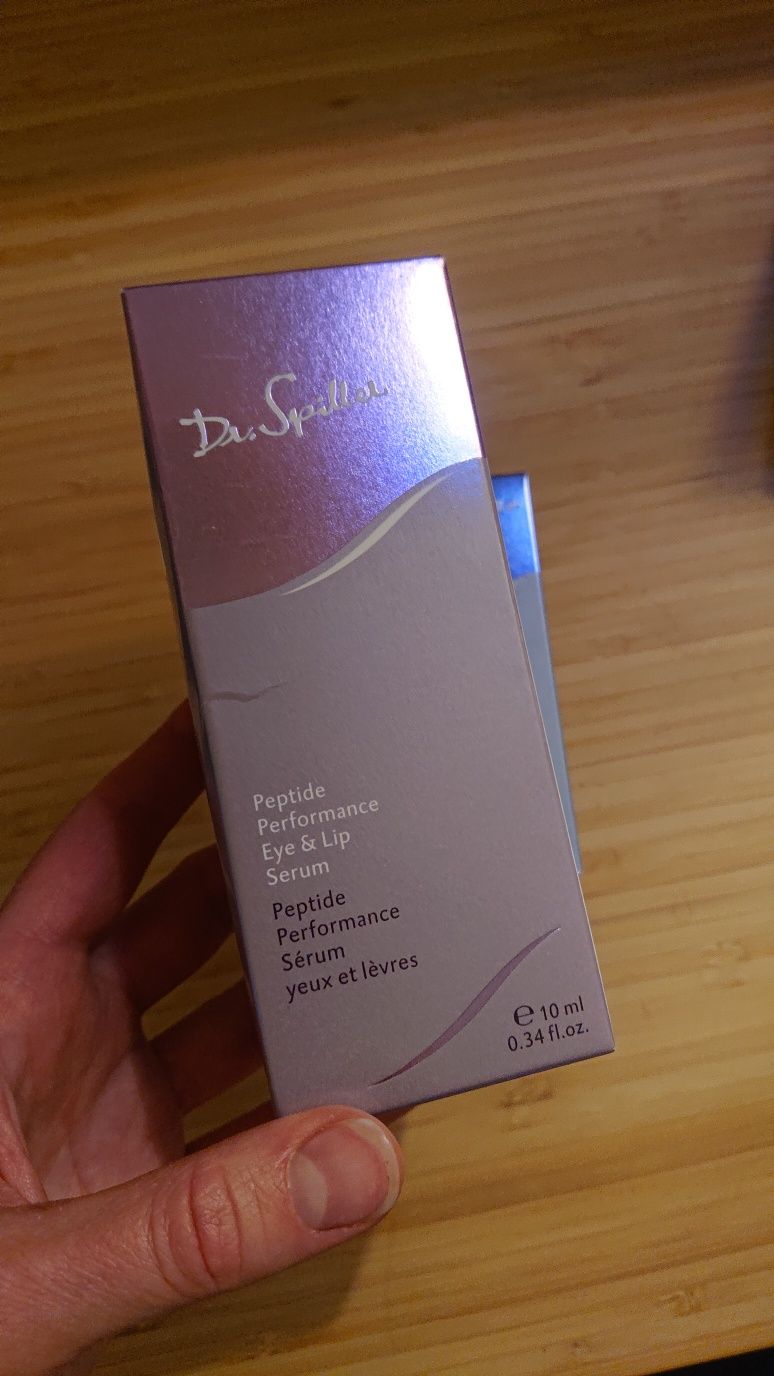 Dr. Spiller
Peptide
Performance
Eye & Lip
Serum
Peptide
Performance
Sérum
yeux et lèvres
℮ 10 ml
0.34 fl.oz.